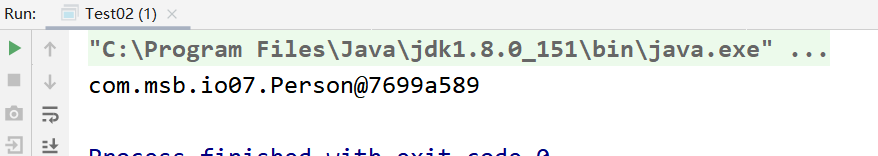 Run: Test02 (1) ×
"C:\Program Files\Java\jdk1.8.0_151\bin\java.exe" ...
com.msb.io07.Person@7699a589
Process finished with exit code 0